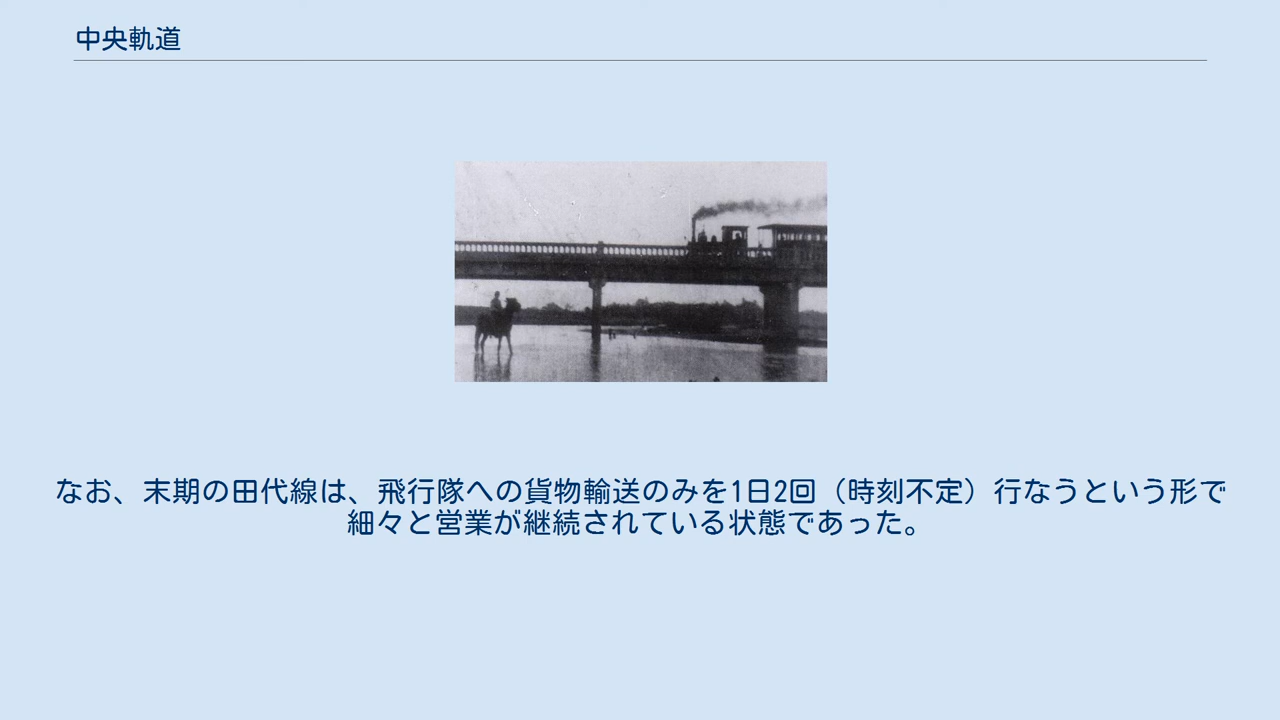 中央軌道
なお、末期の田代線は、飛行隊への貨物輸送のみを1日2回（時刻不定）行なうという形で
細々と営業が継続されている状態であった。